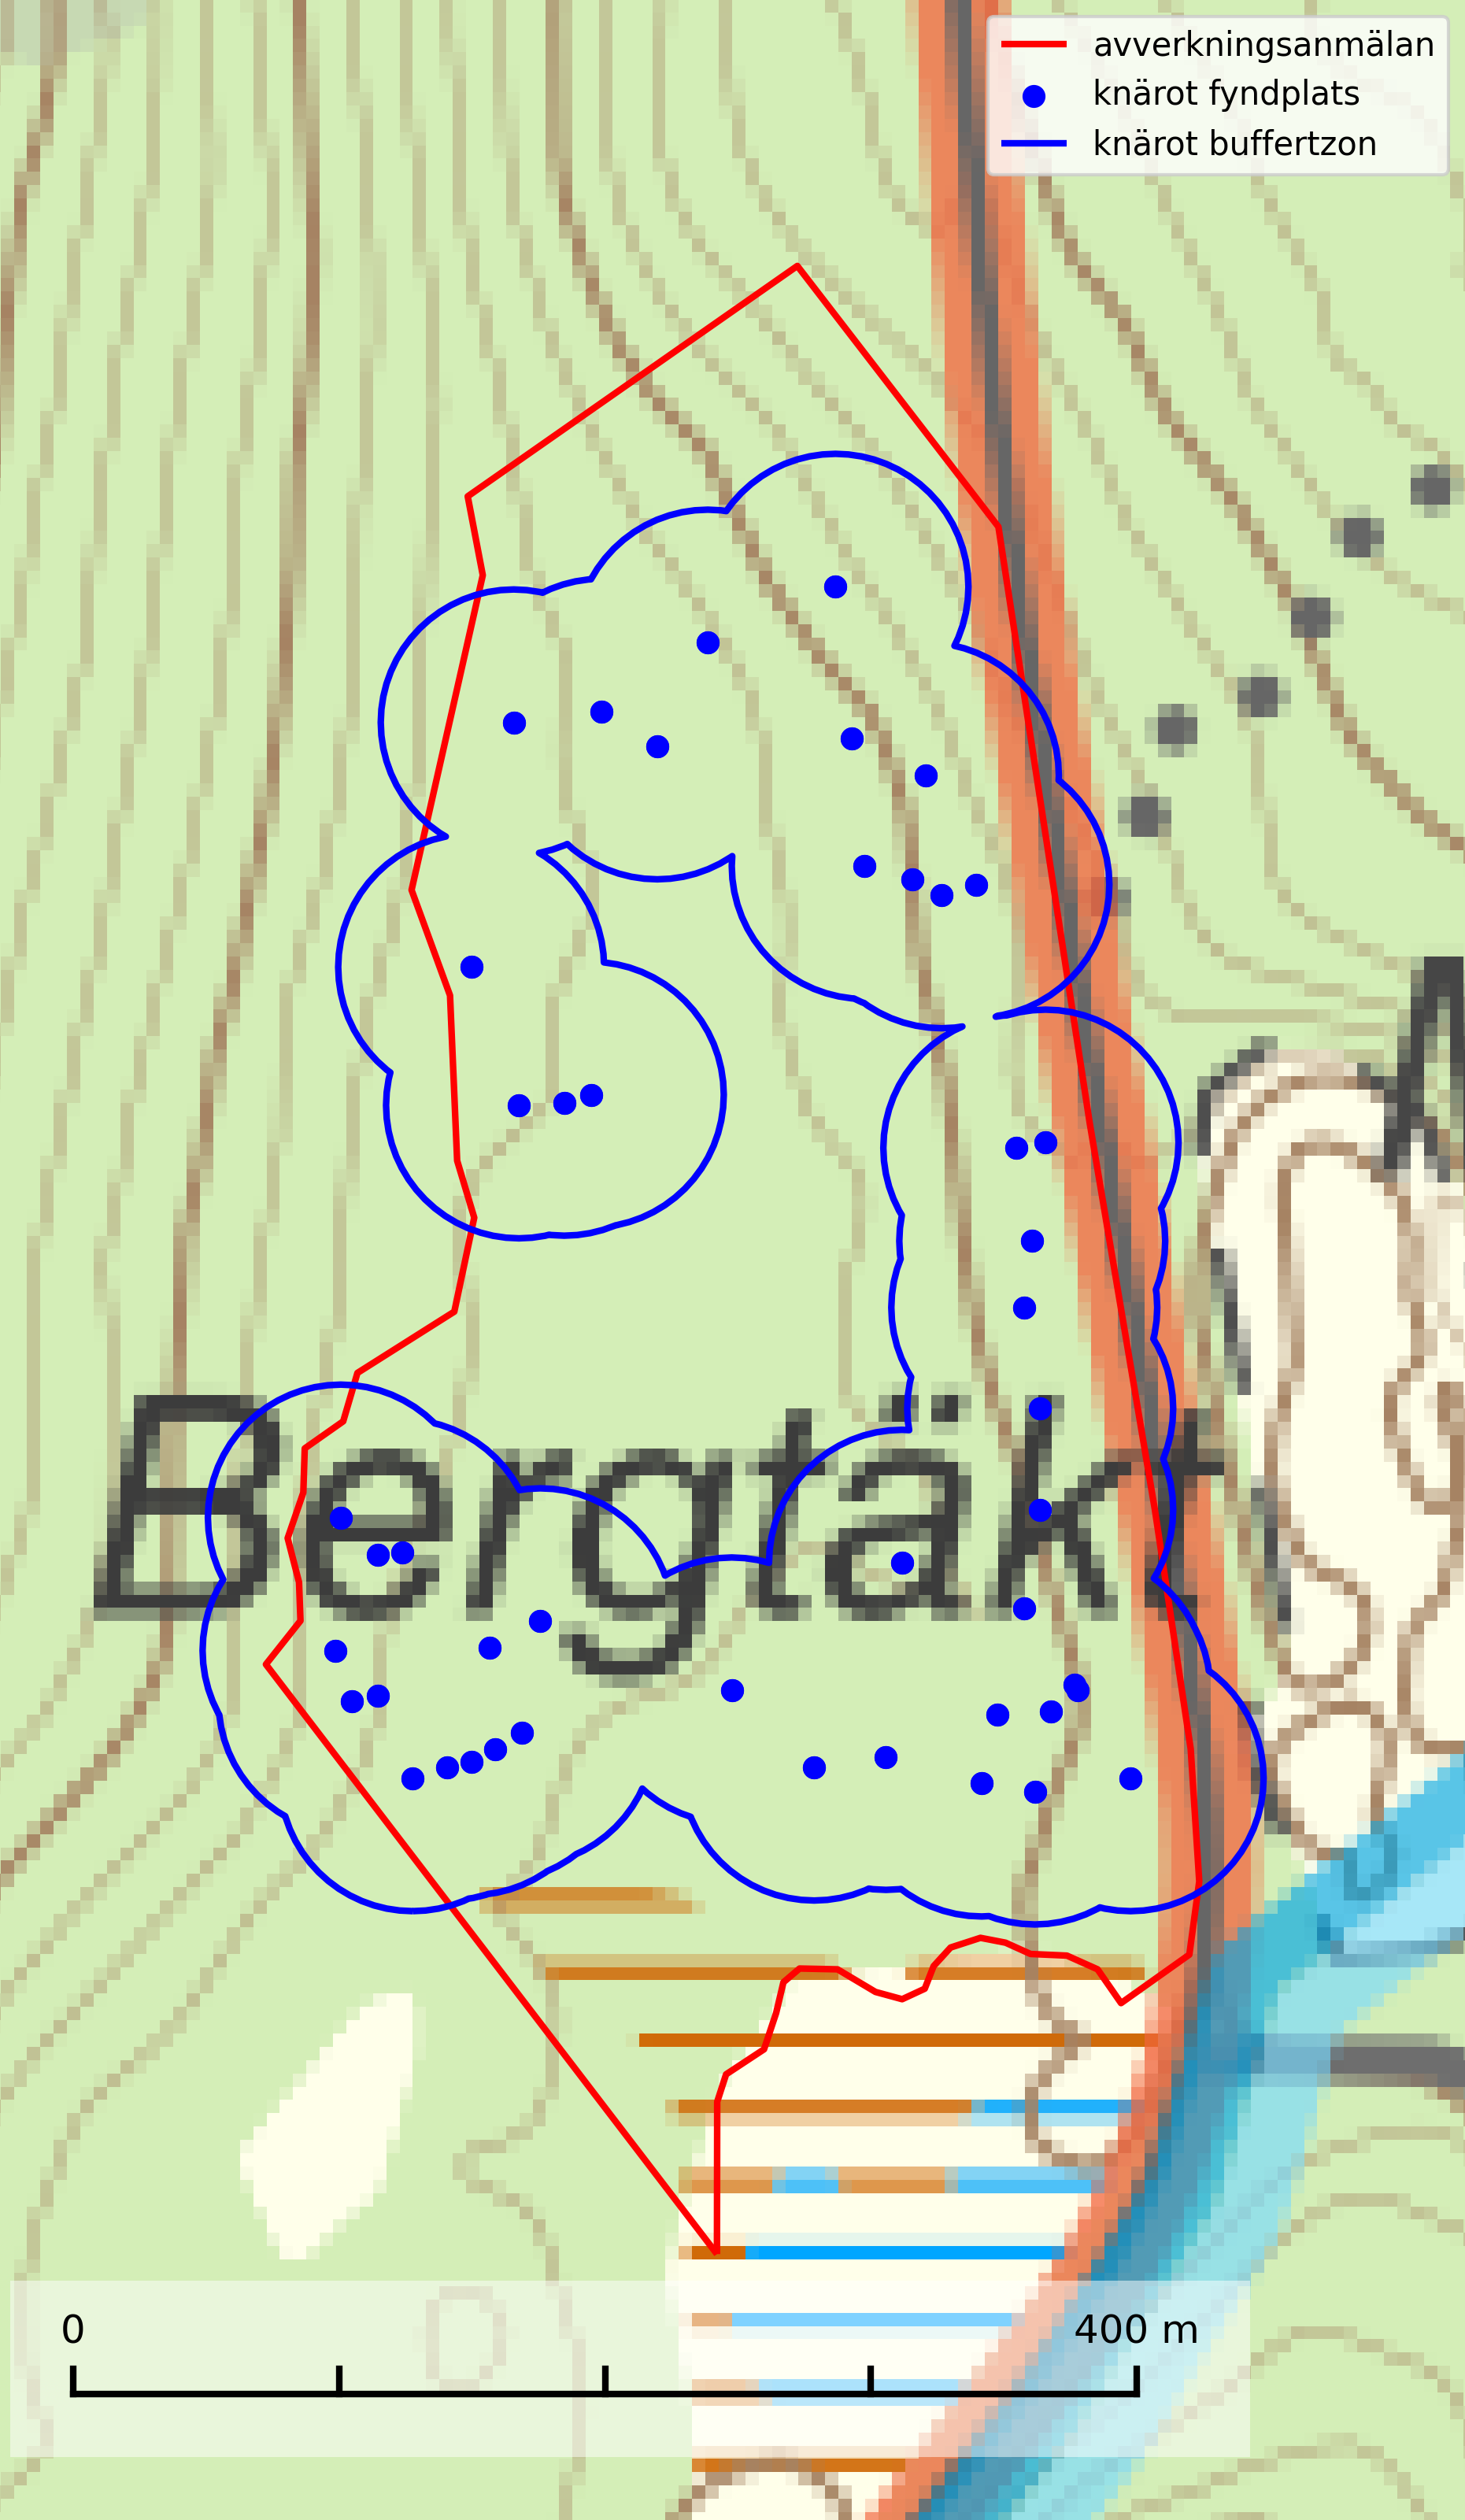 avverkningsanmälan
knärot fyndplats
knärot buffertzon
Bergtäkt
0
400 m